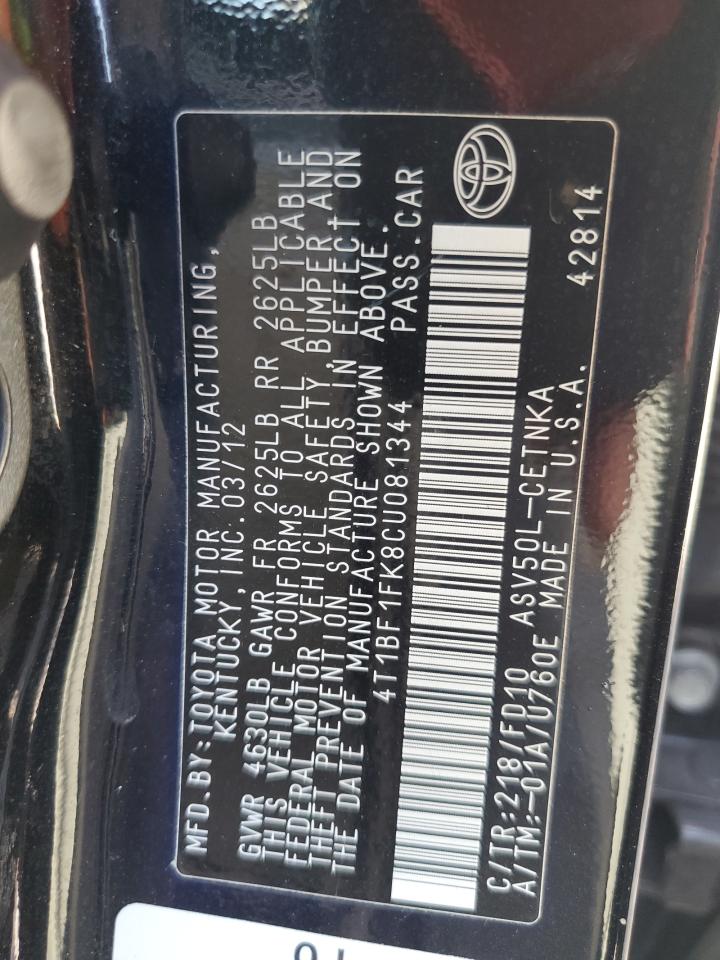 MFD.BY:TOYOTA MOTOR MANUFACTURING,
KENTUCKY, INC. 03/12
GVWR 4630LB GAWR FR 2625LB RR 2625LB
THIS VEHICLE CONFORMS TO ALL APPLICABLE
FEDERAL MOTOR VEHICLE SAFETY, BUMPER, AND
THEFT PREVENTION STANDARDS IN EFFECT ON
THE DATE OF MANUFACTURE SHOWN ABOVE.
4T1BF1FK8CU081344 PASS.CAR
C/TR:218/FD10 ASV50L-CETNKA
A/TM:-01A/U760E MADE IN U.S.A. 42814